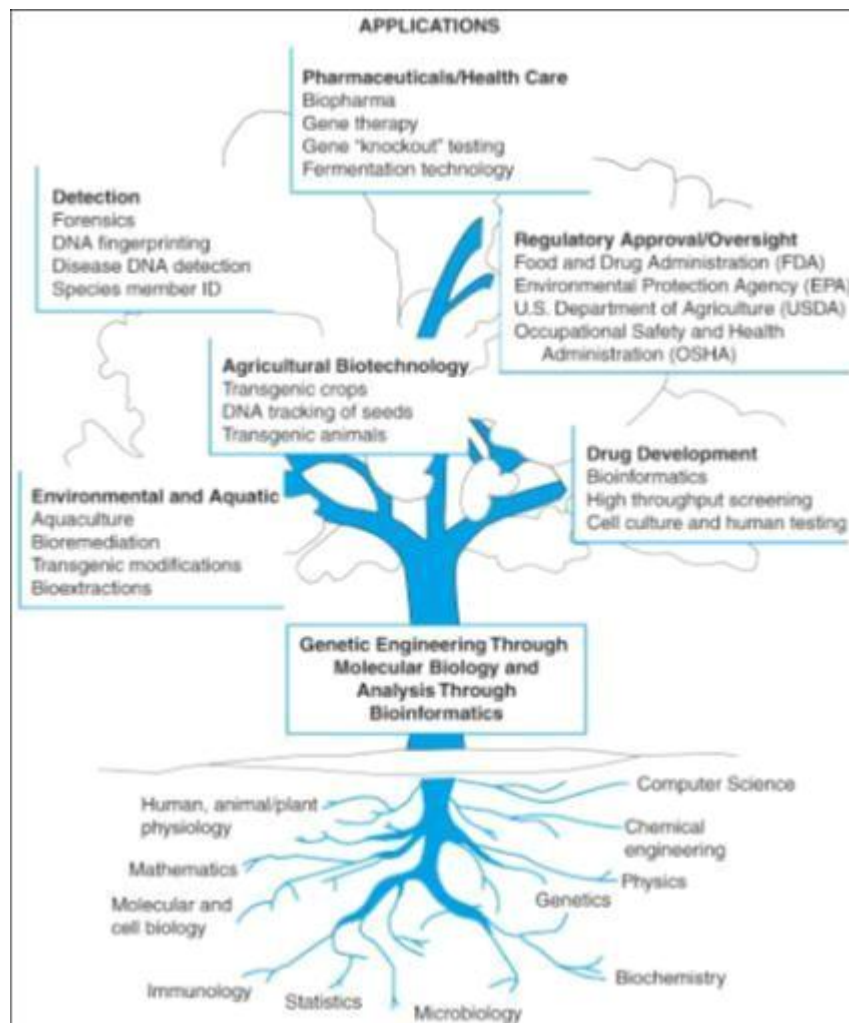 APPLICATIONS
Pharmaceuticals/Health Care
Biopharma
Gene therapy
Gene “knockout” testing
Fermentation technology
Detection
Forensics
DNA fingerprinting
Disease DNA detection
Species member ID
Regulatory Approval/Oversight
Food and Drug Administration (FDA)
Environmental Protection Agency (EPA)
U.S. Department of Agriculture (USDA)
Occupational Safety and Health
Administration (OSHA)
Agricultural Biotechnology
Transgenic crops
DNA tracking of seeds
Transgenic animals
Drug Development
Bioinformatics
High throughput screening
Cell culture and human testing
Environmental and Aquatic
Aquaculture
Bioremediation
Transgenic modifications
Bioextractions
Genetic Engineering Through
Molecular Biology and
Analysis Through
Bioinformatics
Computer Science
Human, animal/plant
physiology
Chemical
engineering
Mathematics
Physics
Genetics
Molecular and
cell biology
Biochemistry
Immunology
Statistics
Microbiology